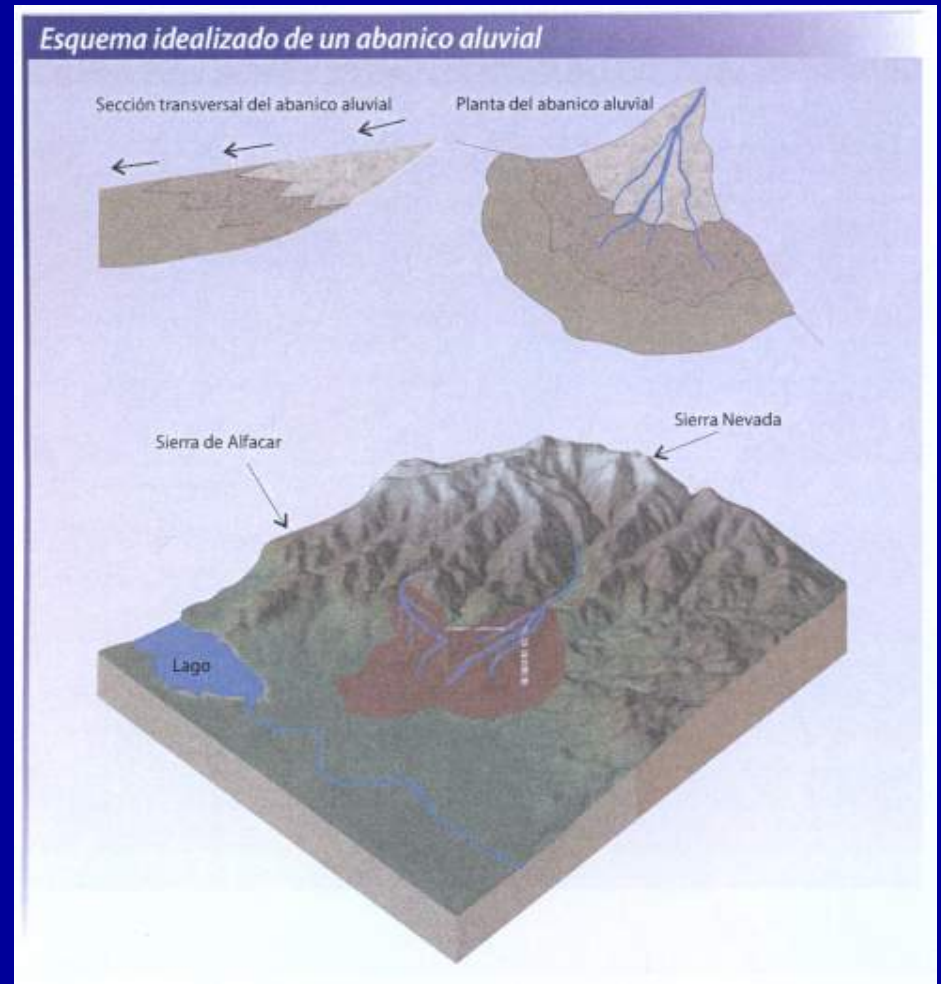 Esquema idealizado de un abanico aluvial
Sección transversal del abanico aluvial
Planta del abanico aluvial
Sierra Nevada
Sierra de Alfacar
Lago